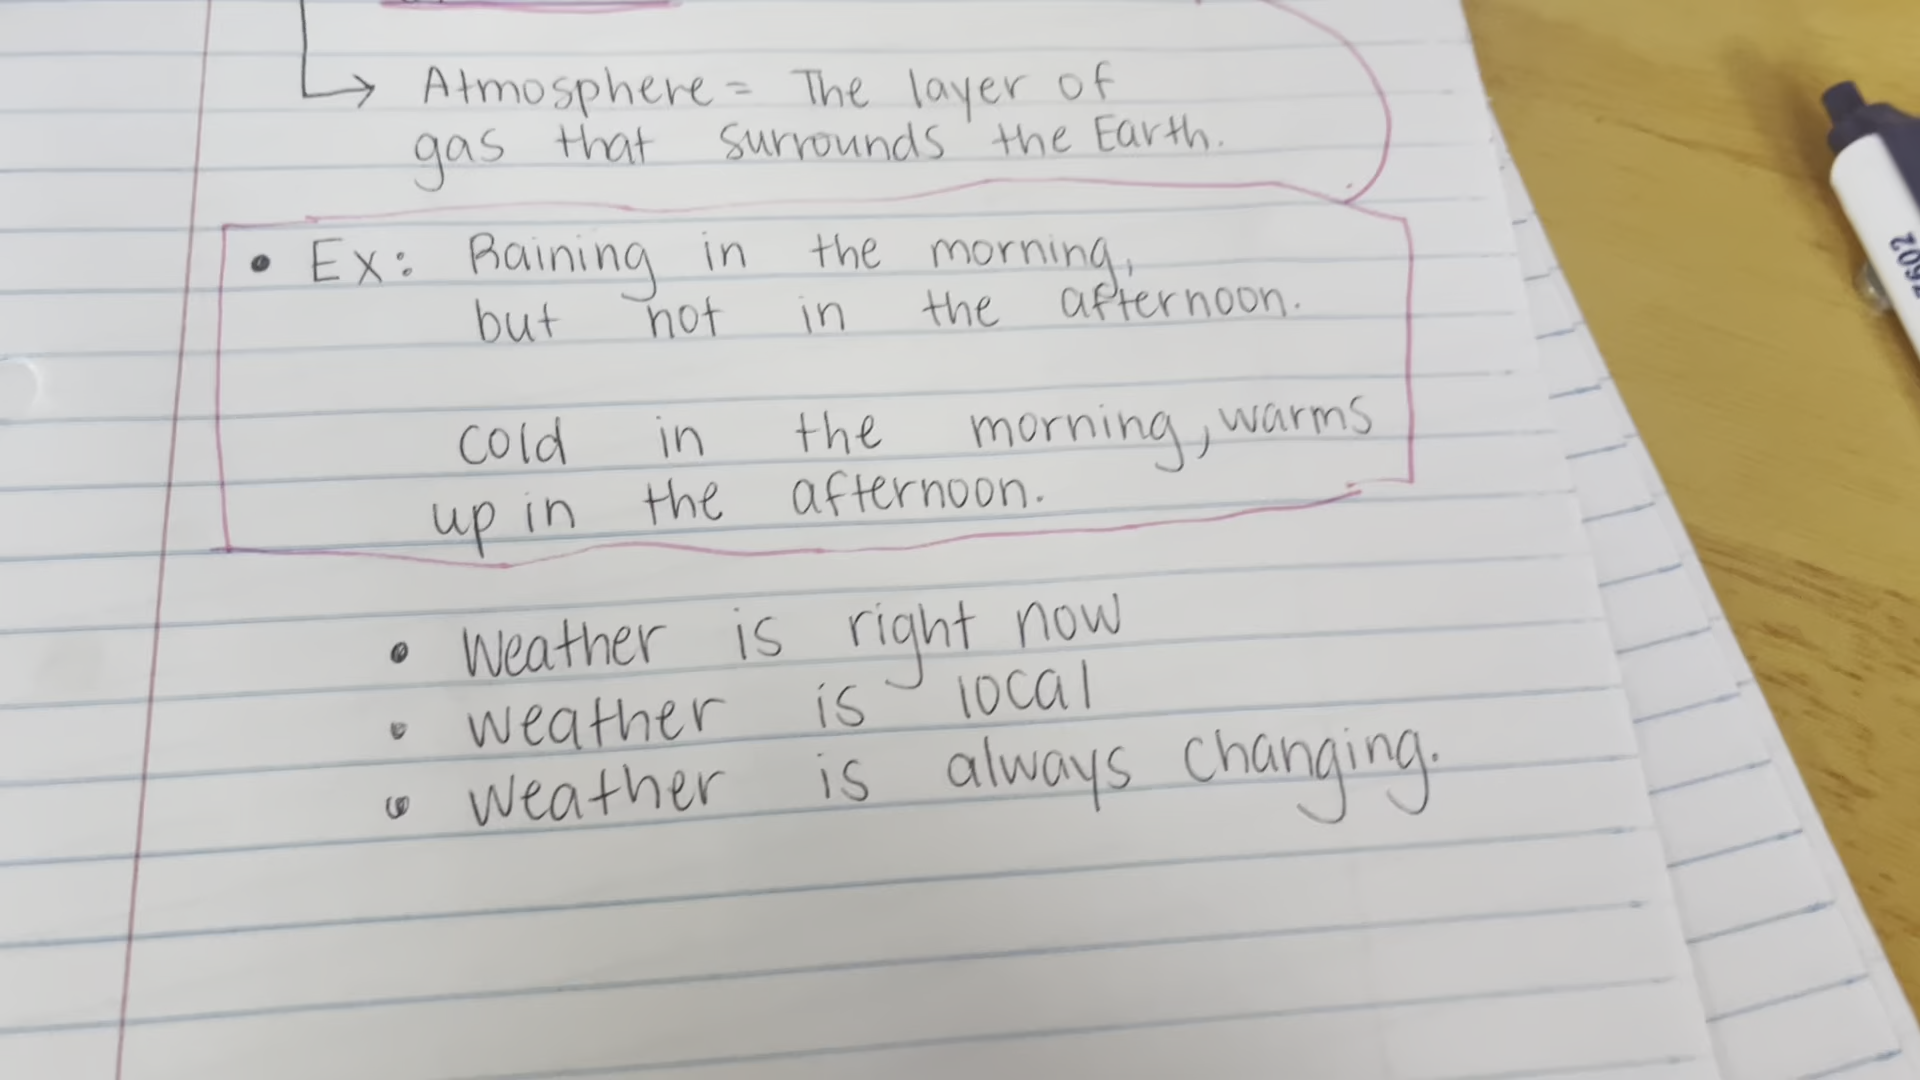 → Atmosphere = The layer of
gas that surrounds the Earth.
• Ex: Raining in the morning,
but not in the afternoon.
cold in the morning, warms
up in the afternoon.
• Weather is right now
• weather is local
• weather is always changing.